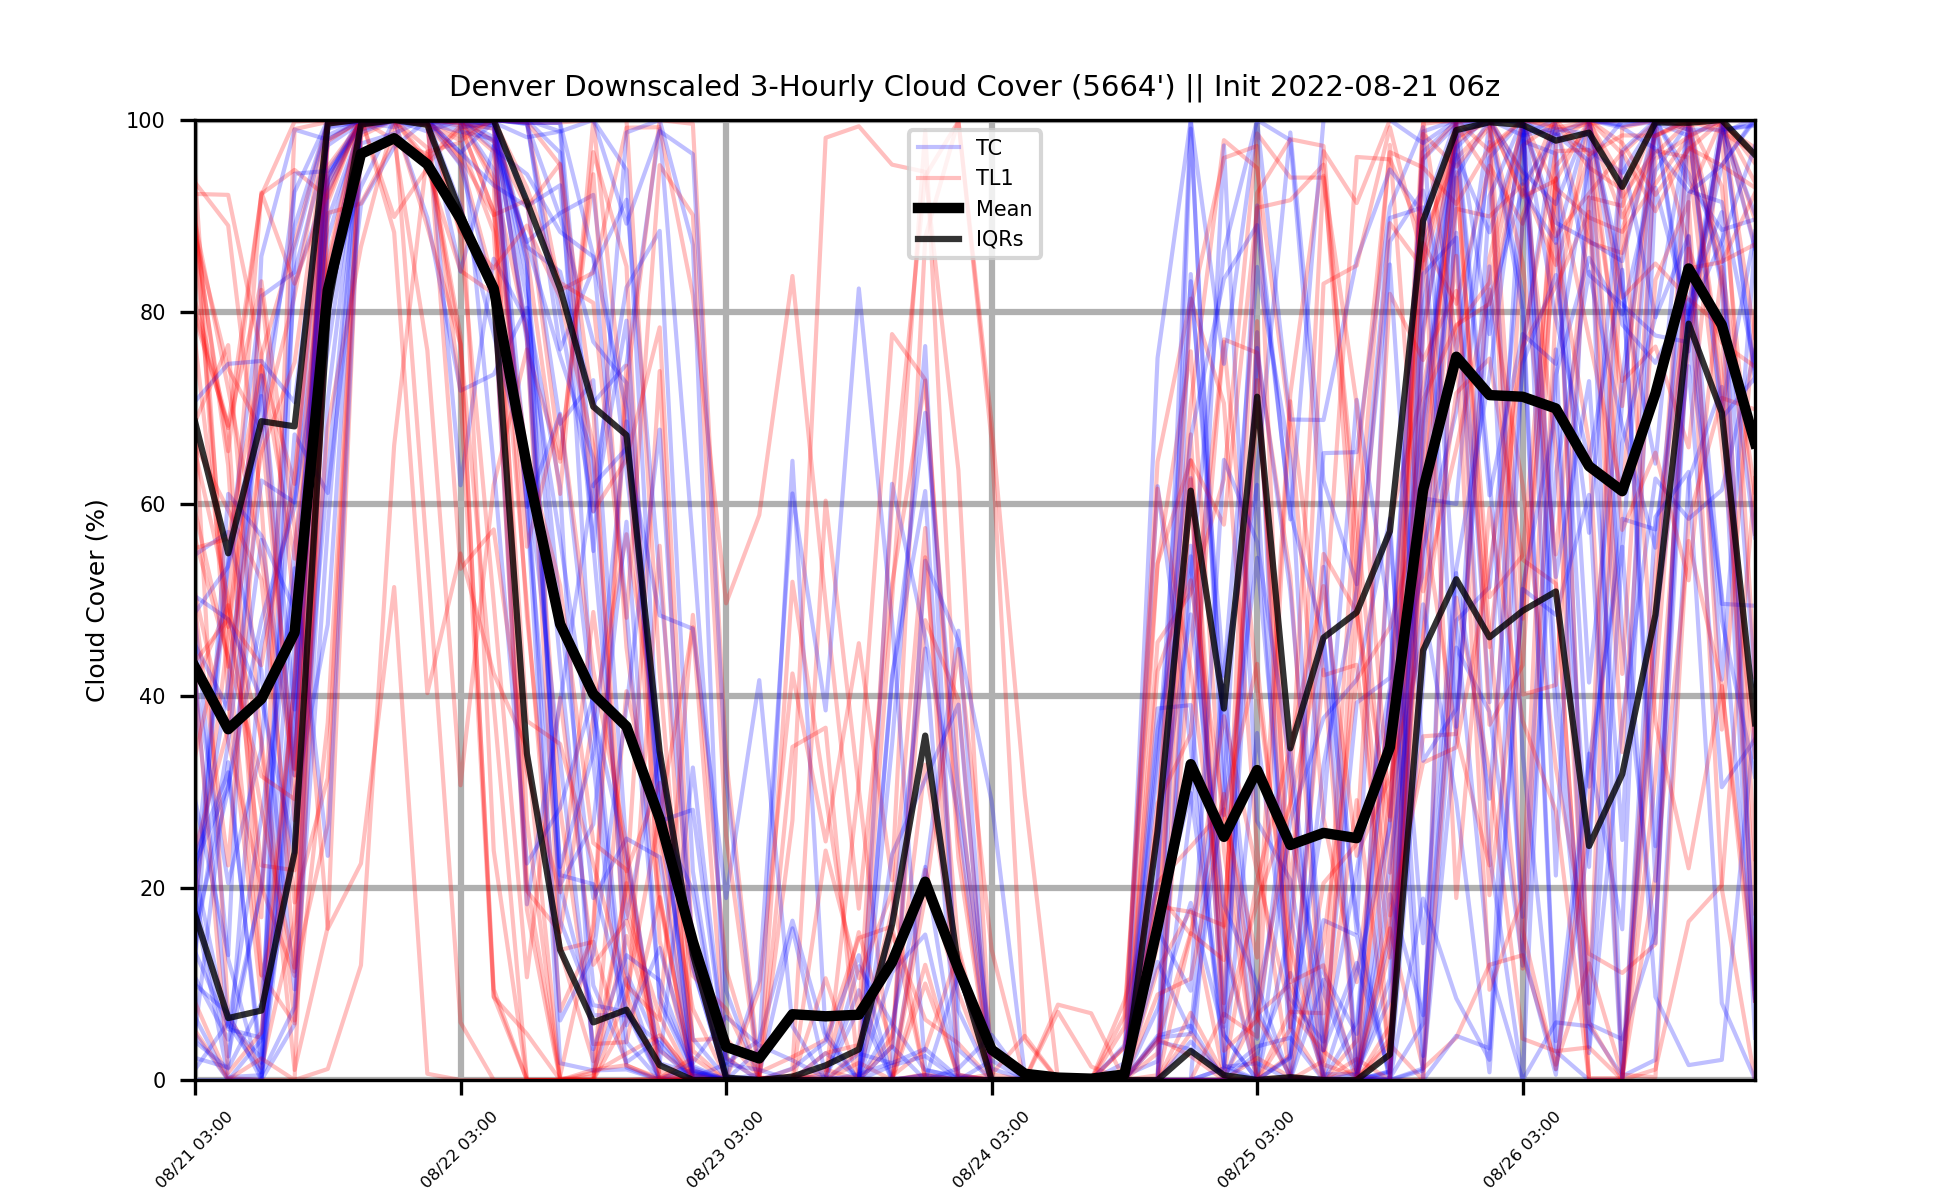 Denver Downscaled 3-Hourly Cloud Cover (5664') || Init 2022-08-21 06z
Cloud Cover (%)
100
80
60
40
20
0
TC
TL1
Mean
IQRs
08/21 03:00
08/22 03:00
08/23 03:00
08/24 03:00
08/25 03:00
08/26 03:00